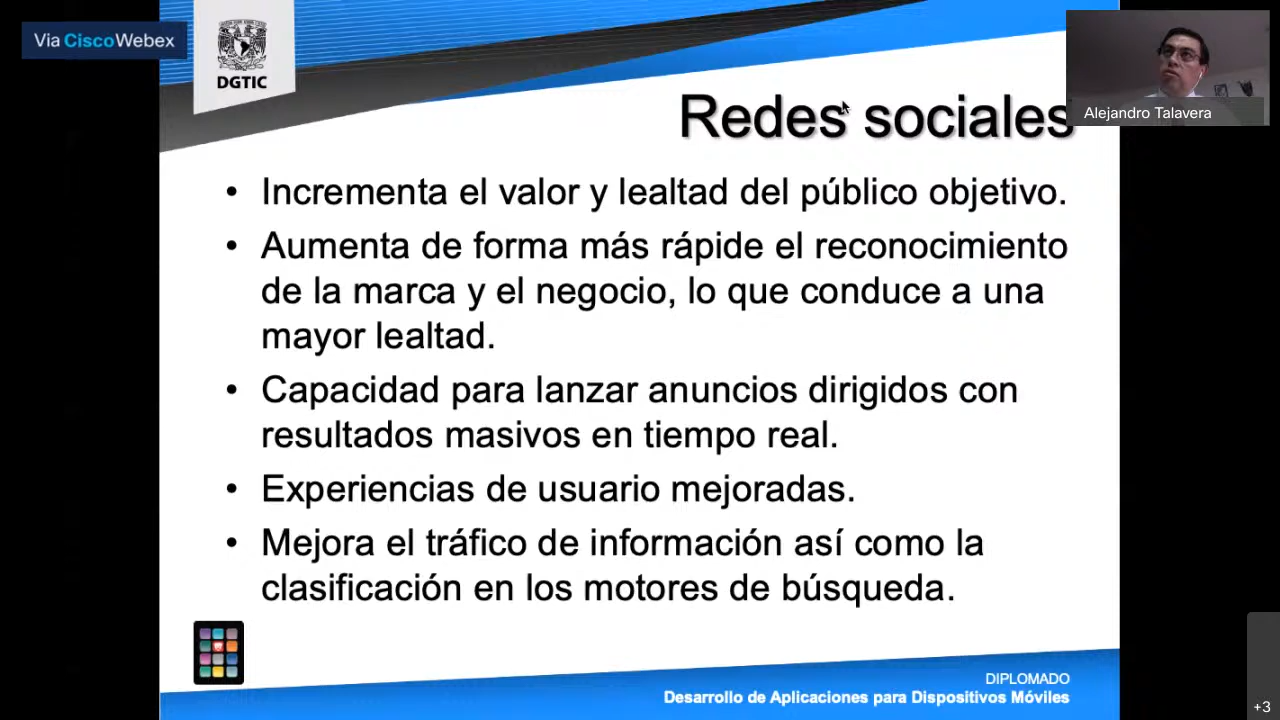 Via CiscoWebex
DGTIC
Alejandro Talavera
Redes sociales
• Incrementa el valor y lealtad del público objetivo.
• Aumenta de forma más rápide el reconocimiento
de la marca y el negocio, lo que conduce a una
mayor lealtad.
• Capacidad para lanzar anuncios dirigidos con
resultados masivos en tiempo real.
• Experiencias de usuario mejoradas.
• Mejora el tráfico de información así como la
clasificación en los motores de búsqueda.
DIPLOMADO
Desarrollo de Aplicaciones para Dispositivos Móviles
+3